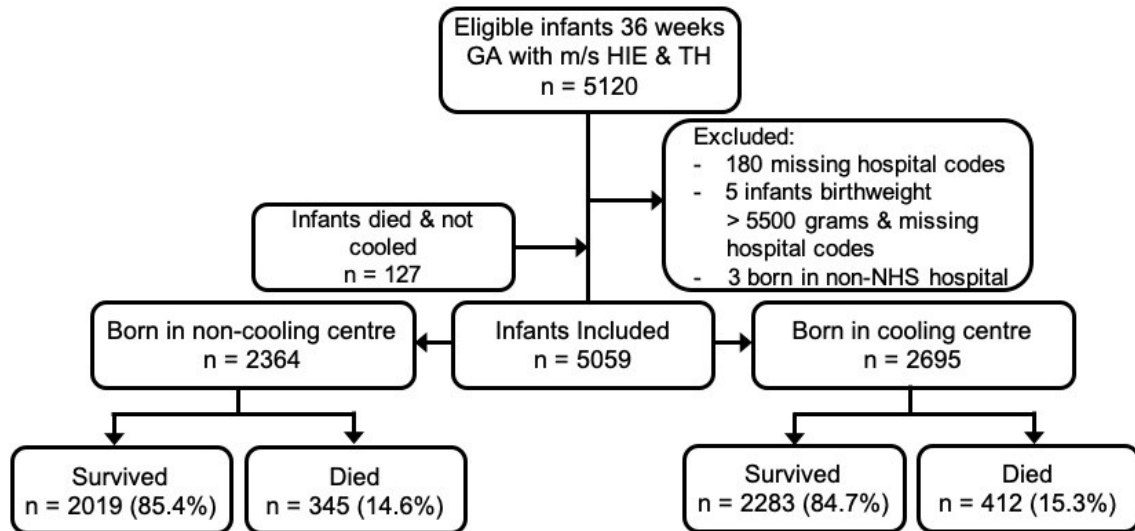 Eligible infants 36 weeks
GA with m/s HIE & TH
n = 5120
Excluded:
- 180 missing hospital codes
- 5 infants birthweight
> 5500 grams & missing
hospital codes
- 3 born in non-NHS hospital
Infants died & not
cooled
n = 127
Born in non-cooling centre
n = 2364
Infants Included
n = 5059
Born in cooling centre
n = 2695
Survived
n = 2019 (85.4%)
Died
n = 345 (14.6%)
Survived
n = 2283 (84.7%)
Died
n = 412 (15.3%)